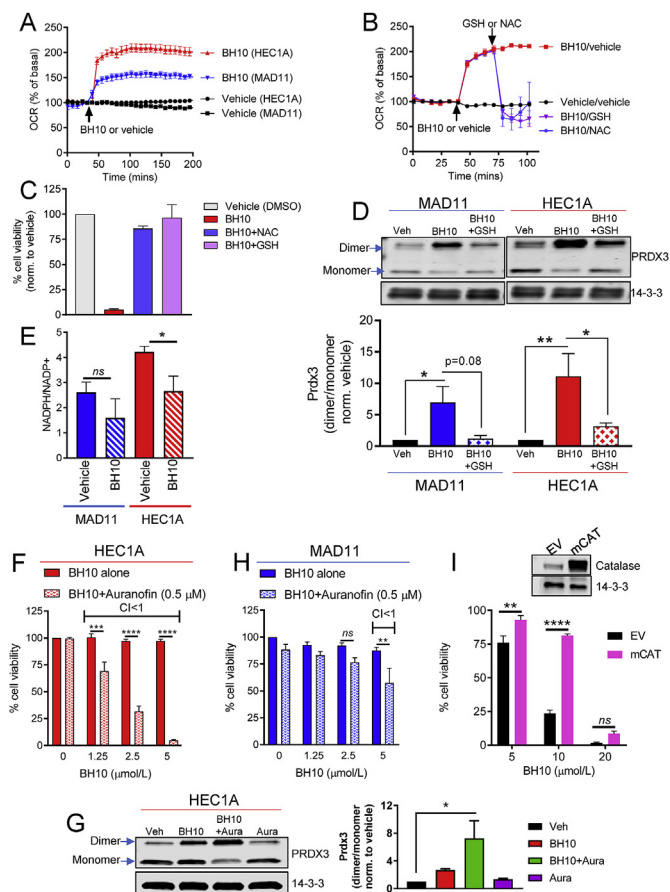 A
OCR (% of basal)
250
200
150
100
50
0
0 40 80 120 160 200
Time (mins)
BH10 or vehicle
BH10 (HEC1A)
BH10 (MAD11)
Vehicle (HEC1A)
Vehicle (MAD11)
B
GSH or NAC
OCR (% of basal)
250
200
150
100
50
0
0 25 50 75 100
Time (mins)
BH10 or vehicle
BH10/vehicle
Vehicle/vehicle
BH10/GSH
BH10/NAC
C
% cell viability
(norm. to vehicle)
125
100
75
50
25
0
Vehicle (DMSO)
BH10
BH10+NAC
BH10+GSH
D
MAD11
HEC1A
Veh
BH10
BH10
+GSH
Veh
BH10
BH10
+GSH
Dimer
Monomer
PRDX3
14-3-3
Prdx3
(dimer/monomer
norm. vehicle)
20
15
10
5
0
*
p=0.08
**
*
Veh
BH10
BH10
+GSH
Veh
BH10
BH10
+GSH
MAD11
HEC1A
E
NADPH/NADP+
5
4
3
2
1
0
ns
*
Vehicle
BH10
Vehicle
BH10
MAD11
HEC1A
F
HEC1A
BH10 alone
BH10+Auranofin (0.5 µM)
CI<1
% cell viability
125
100
75
50
25
0
***
****
****
0 1.25 2.5 5
BH10 (µmol/L)
H
MAD11
BH10 alone
BH10+Auranofin (0.5 µM)
CI<1
% cell viability
125
100
75
50
25
0
ns
**
0 1.25 2.5 5
BH10 (µmol/L)
I
EV
mCAT
Catalase
14-3-3
% cell viability
125
100
75
50
25
0
**
****
ns
EV
mCAT
5 10 20
BH10 (µmol/L)
G
HEC1A
Veh
BH10
BH10
+Aura
Aura
Dimer
Monomer
PRDX3
14-3-3
Prdx3
(dimer/monomer
norm. to vehicle)
10
8
6
4
2
0
*
Veh
BH10
BH10+Aura
Aura